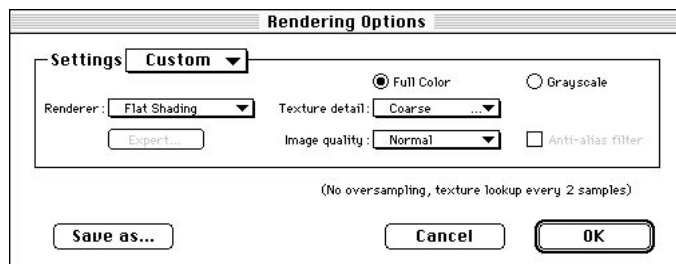 Rendering Options
Settings Custom
Full Color Grayscale
Renderer: Flat Shading Texture detail: Coarse ...
Expert... Image quality: Normal Anti-alias filter
(No oversampling, texture lookup every 2 samples)
Save as... Cancel OK